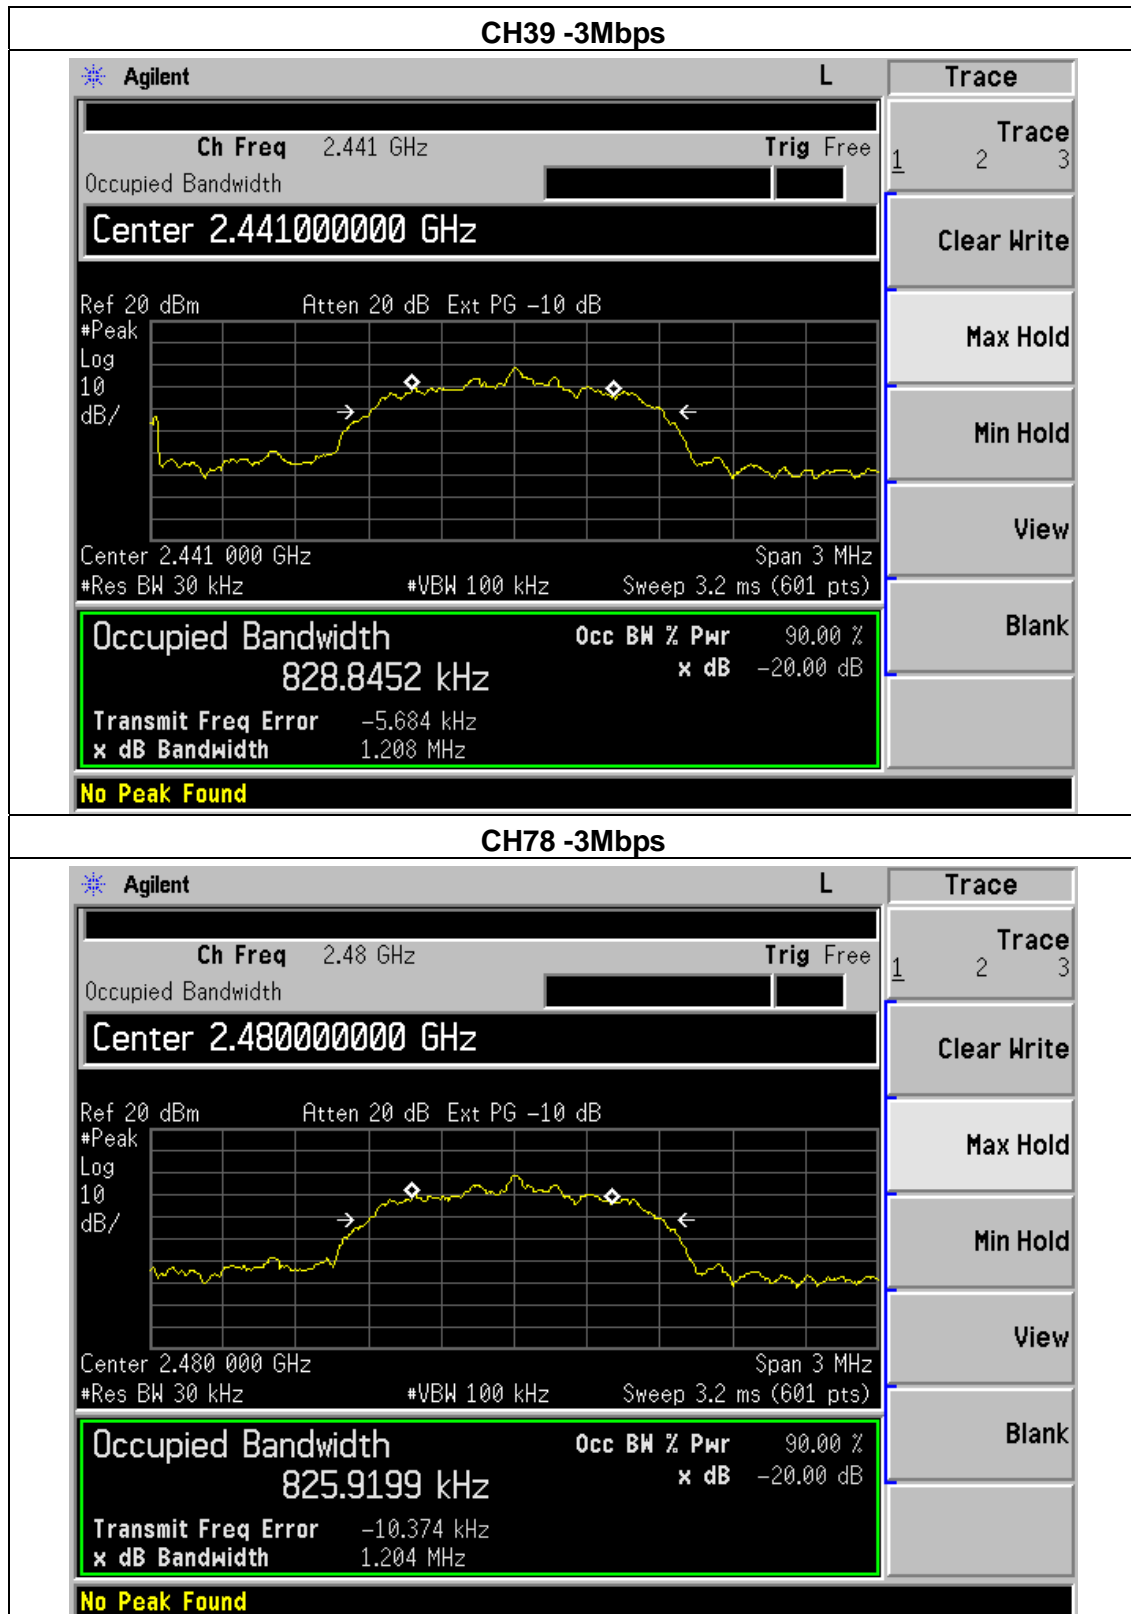 CH39 -3Mbps
Agilent L Trace
Ch Freq 2.441 GHz Trig Free
Trace
1 2 3
Occupied Bandwidth
Center 2.441000000 GHz
Clear Write
Ref 20 dBm Atten 20 dB Ext PG -10 dB
#Peak
Log
10
dB/
Max Hold
Min Hold
View
Center 2.441 000 GHz Span 3 MHz
#Res BW 30 kHz #VBW 100 kHz Sweep 3.2 ms (601 pts)
Blank
Occupied Bandwidth Occ BW % Pwr 90.00 %
828.8452 kHz x dB -20.00 dB
Transmit Freq Error -5.684 kHz
x dB Bandwidth 1.208 MHz
No Peak Found
CH78 -3Mbps
Agilent L Trace
Ch Freq 2.48 GHz Trig Free
Trace
1 2 3
Occupied Bandwidth
Center 2.480000000 GHz
Clear Write
Ref 20 dBm Atten 20 dB Ext PG -10 dB
#Peak
Log
10
dB/
Max Hold
Min Hold
View
Center 2.480 000 GHz Span 3 MHz
#Res BW 30 kHz #VBW 100 kHz Sweep 3.2 ms (601 pts)
Blank
Occupied Bandwidth Occ BW % Pwr 90.00 %
825.9199 kHz x dB -20.00 dB
Transmit Freq Error -10.374 kHz
x dB Bandwidth 1.204 MHz
No Peak Found